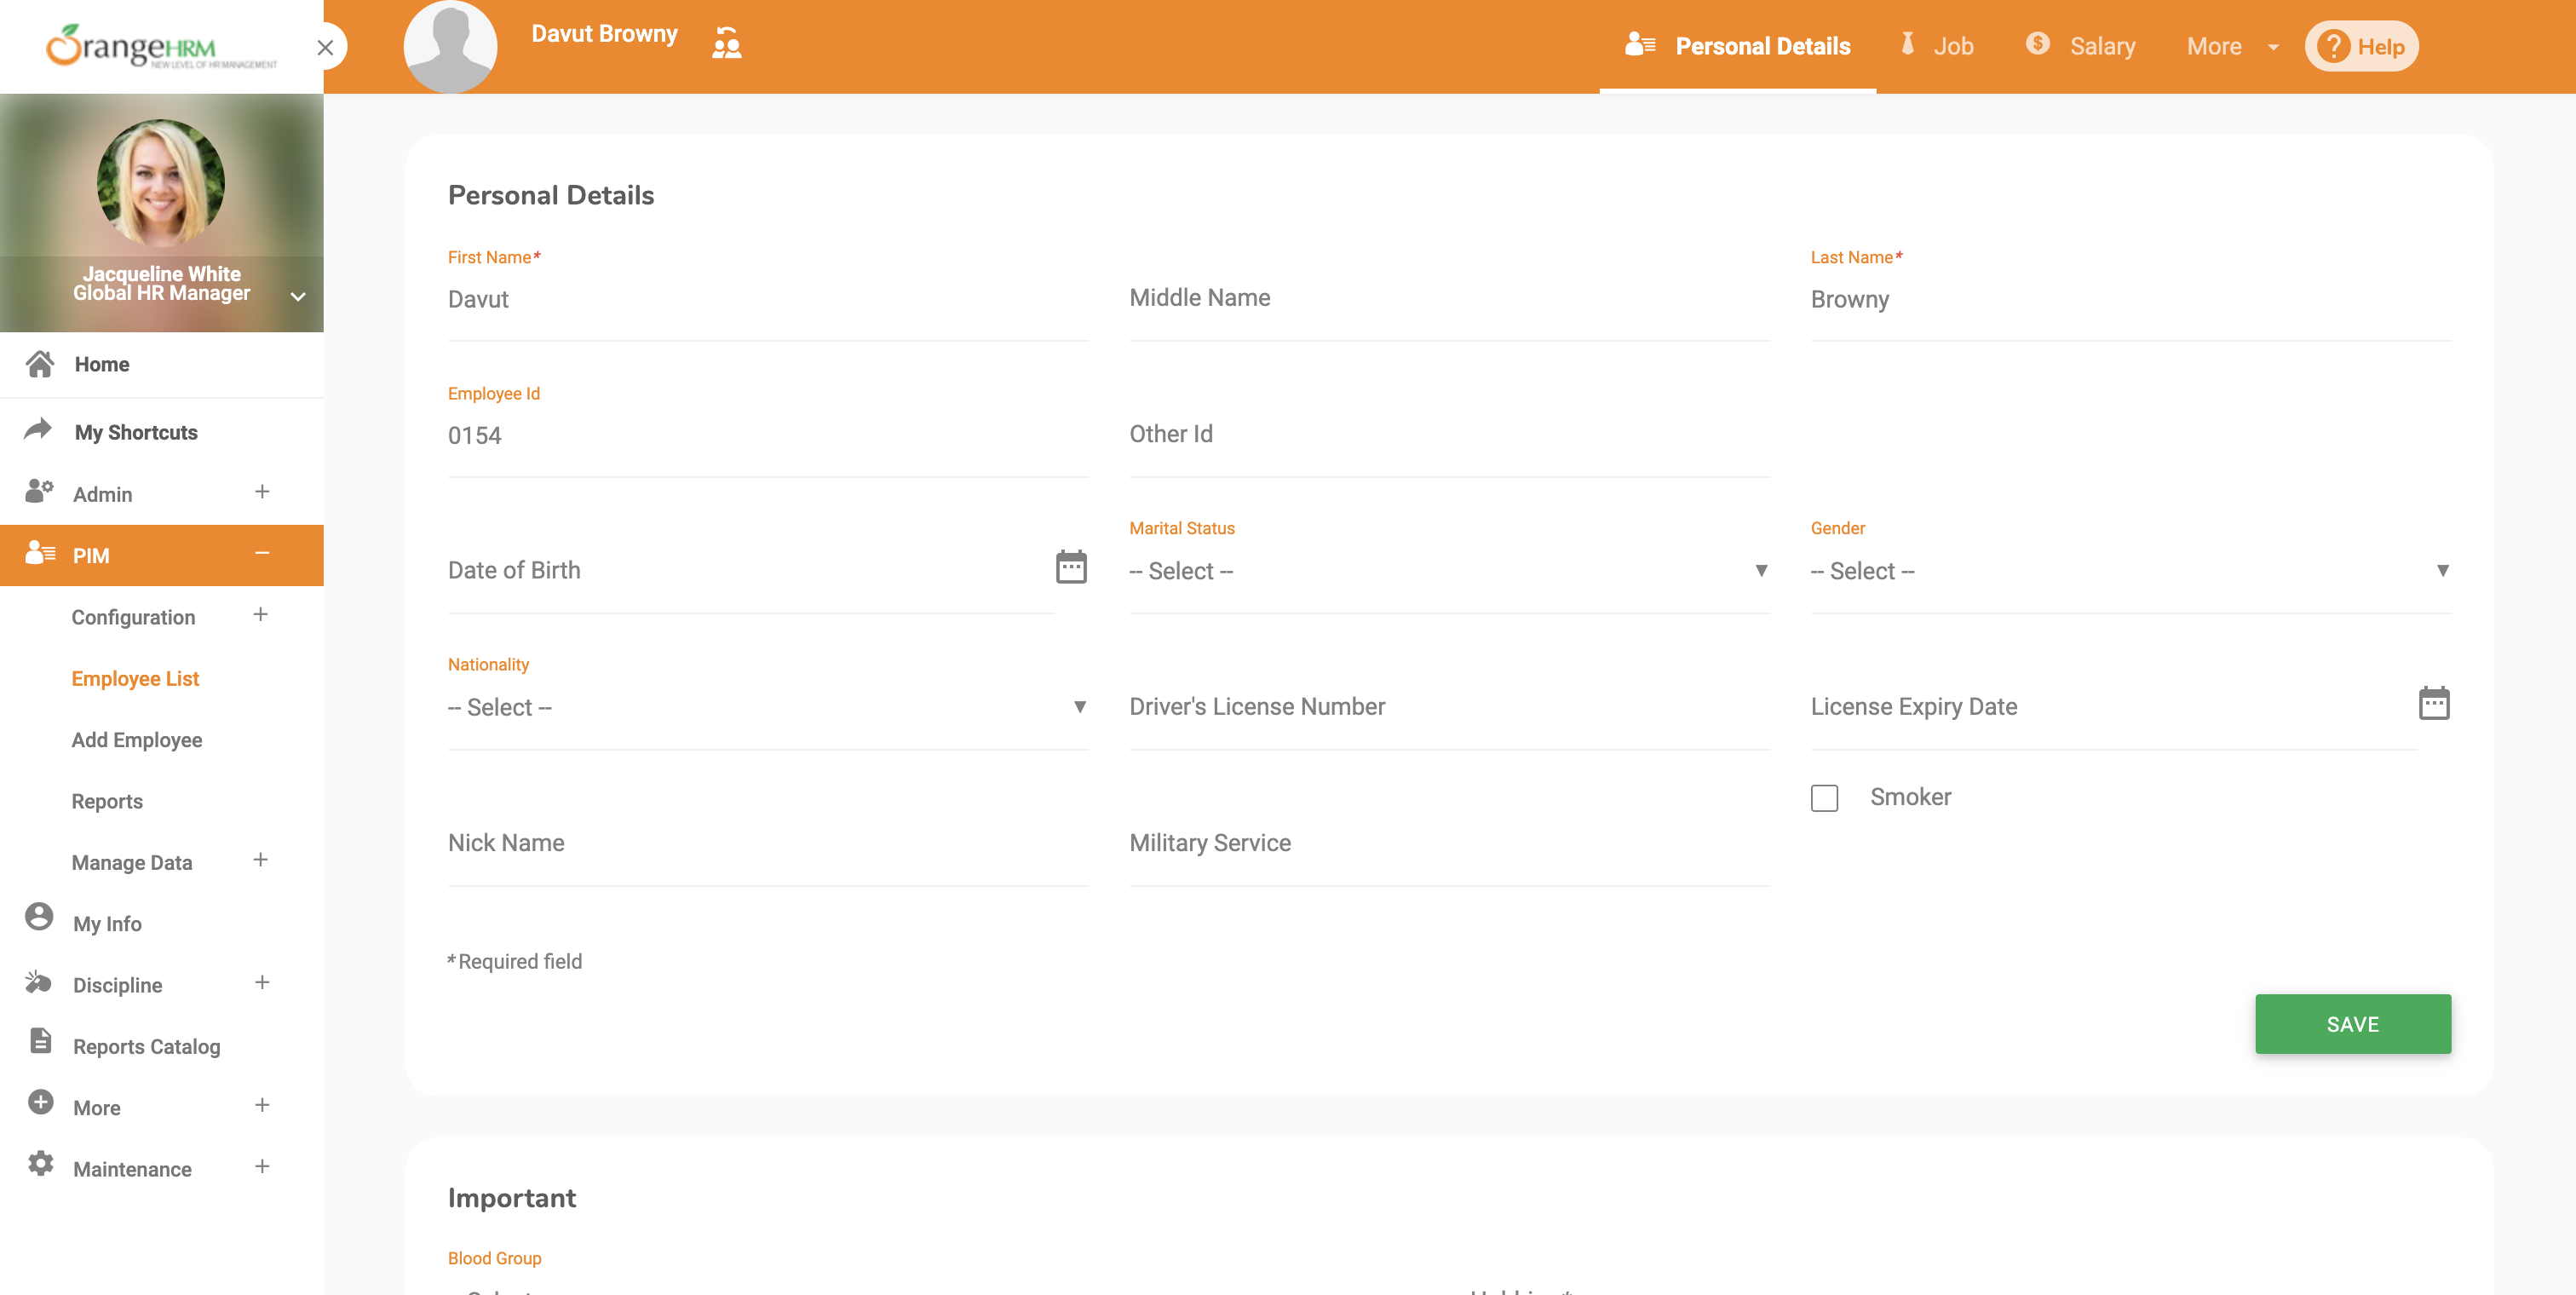 OrangeHRM
NEW LEVEL OF HR MANAGEMENT
Davut Browny
Personal Details
Job
Salary
More
Help
Jacqueline White
Global HR Manager
Home
My Shortcuts
Admin
PIM
Configuration
Employee List
Add Employee
Reports
Manage Data
My Info
Discipline
Reports Catalog
More
Maintenance
Personal Details
First Name*
Davut
Middle Name
Last Name*
Browny
Employee Id
0154
Other Id
Date of Birth
Marital Status
-- Select --
Gender
-- Select --
Nationality
-- Select --
Driver's License Number
License Expiry Date
Nick Name
Military Service
Smoker
* Required field
SAVE
Important
Blood Group